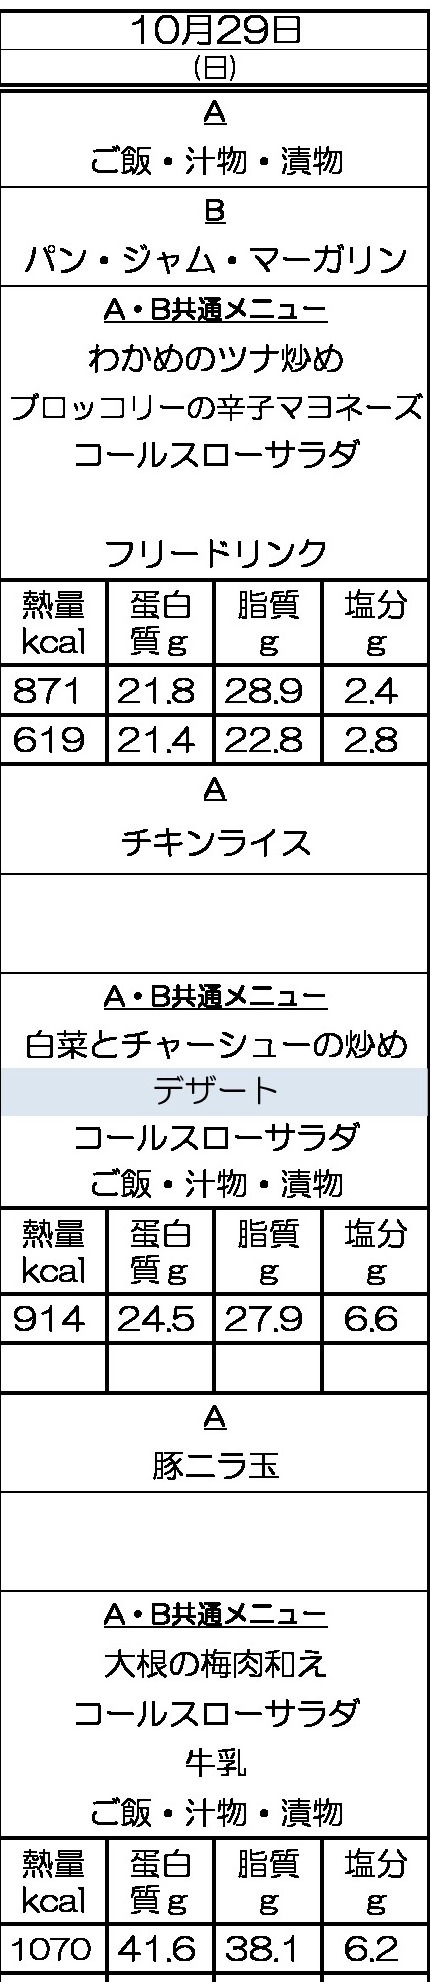 10月29日
(日)
A
ご飯・汁物・漬物
B
パン・ジャム・マーガリン
A・B共通メニュー
わかめのツナ炒め
ブロッコリーの辛子マヨネーズ
コールスローサラダ
フリードリンク
熱量 蛋白 脂質 塩分
kcal 質g g g
871 21.8 28.9 2.4
619 21.4 22.8 2.8
A
チキンライス
A・B共通メニュー
白菜とチャーシューの炒め
デザート
コールスローサラダ
ご飯・汁物・漬物
熱量 蛋白 脂質 塩分
kcal 質g g g
914 24.5 27.9 6.6
A
豚ニラ玉
A・B共通メニュー
大根の梅肉和え
コールスローサラダ
牛乳
ご飯・汁物・漬物
熱量 蛋白 脂質 塩分
kcal 質g g g
1070 41.6 38.1 6.2